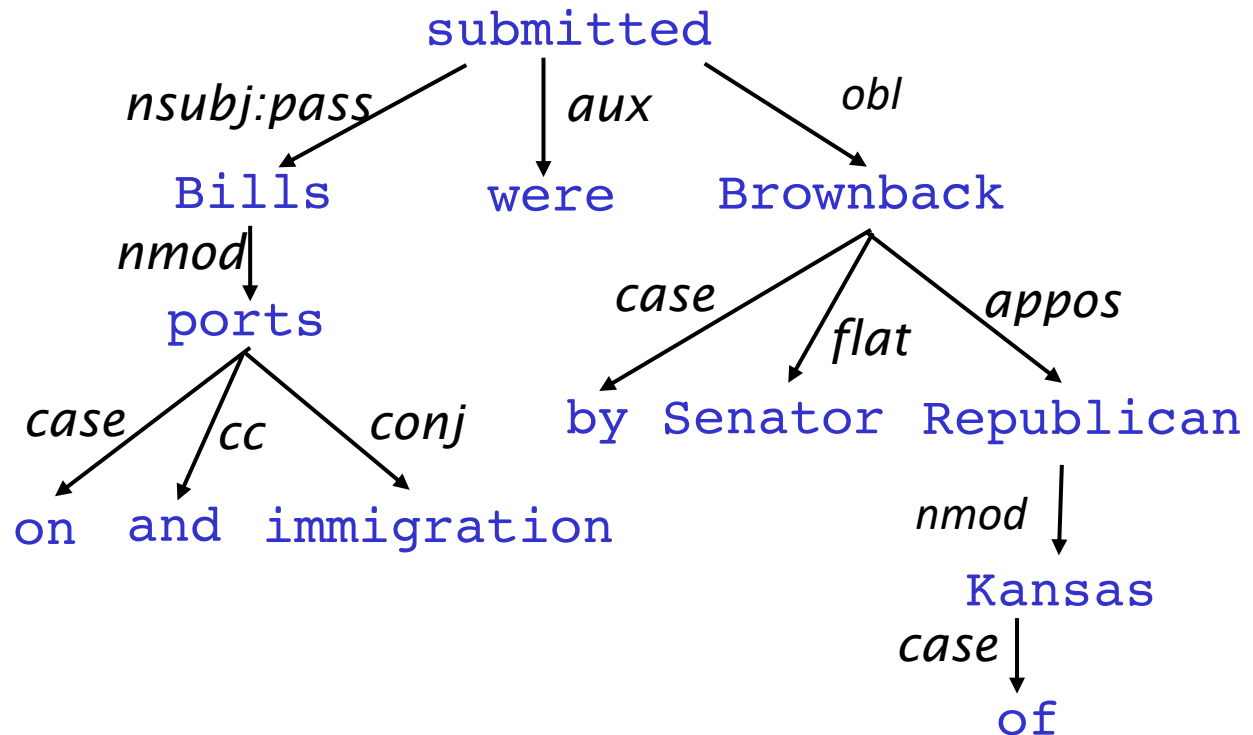 submitted
nsubj:pass aux obl
Bills were Brownback
nmod
ports
case flat appos
case cc conj
by Senator Republican
on and immigration
nmod
Kansas
case
of